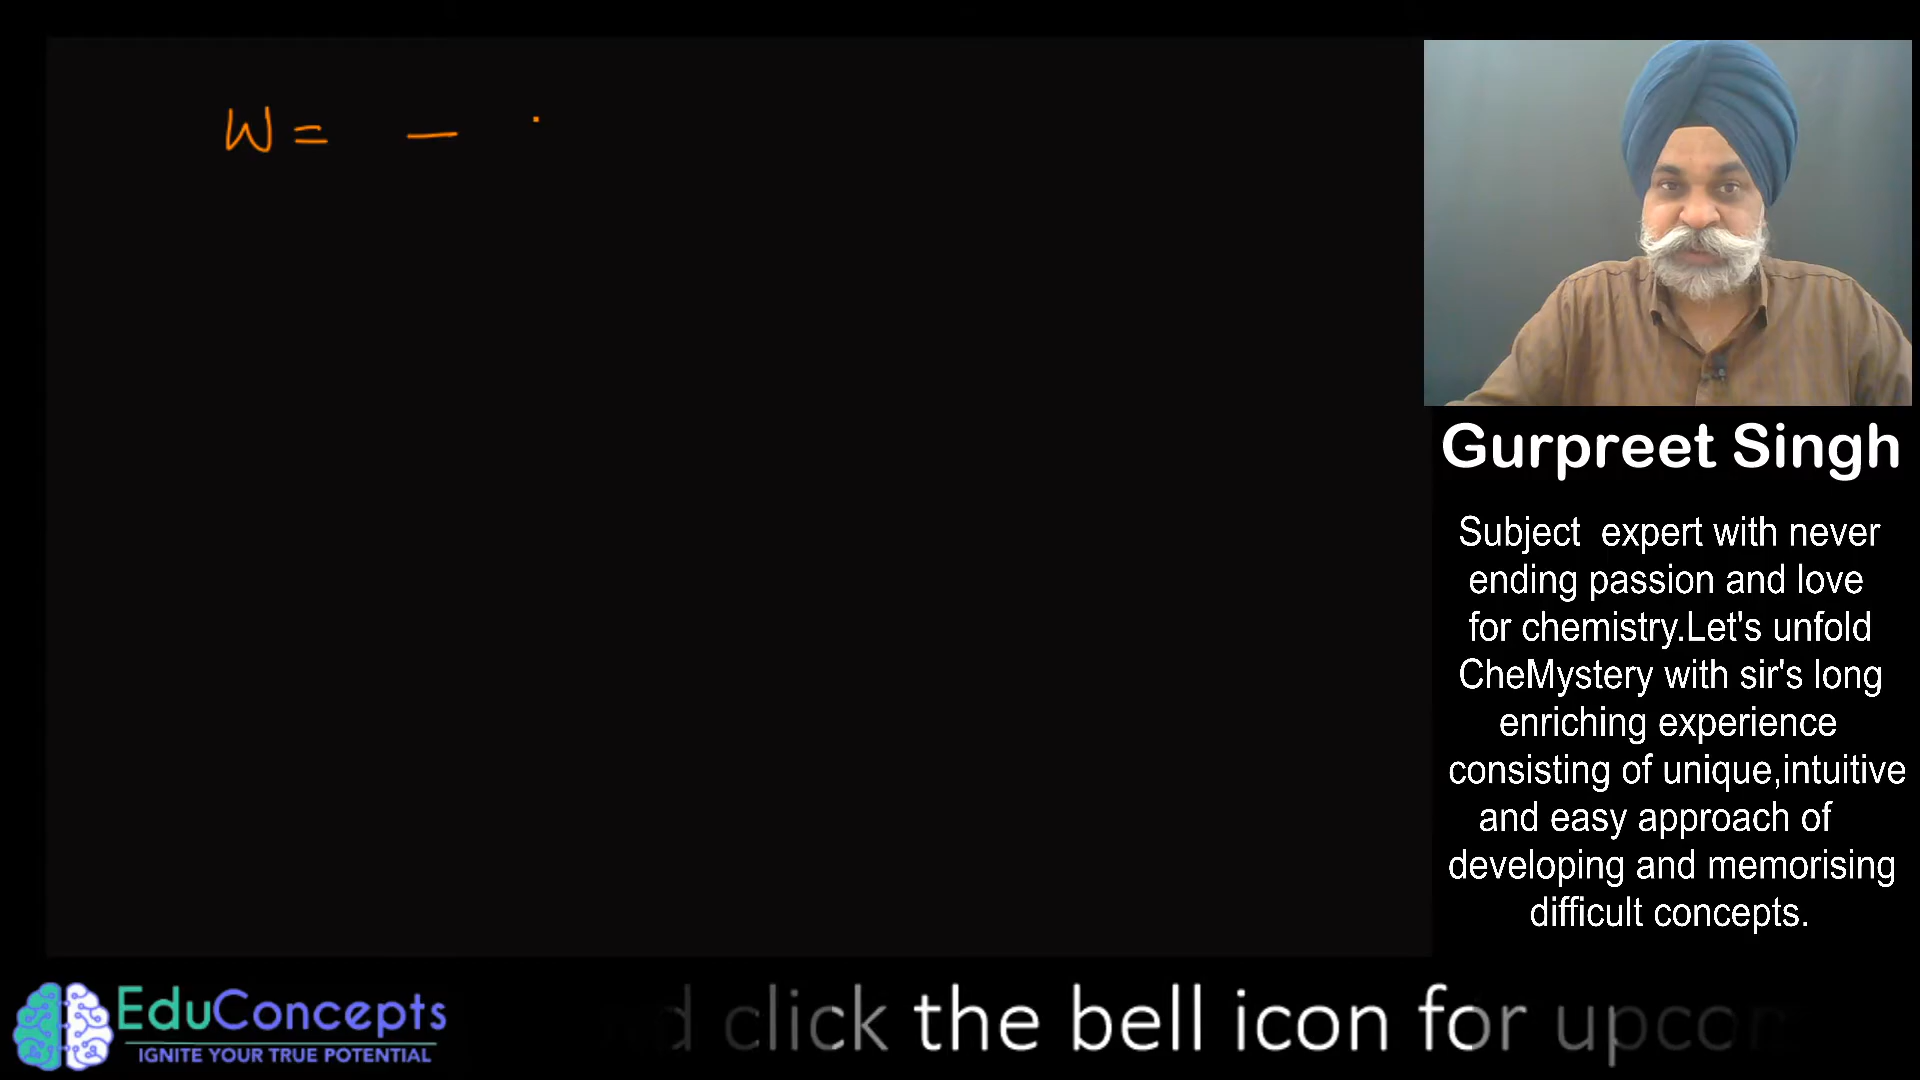 W = —
Gurpreet Singh
Subject expert with never
ending passion and love
for chemistry.Let's unfold
CheMystery with sir's long
enriching experience
consisting of unique,intuitive
and easy approach of
developing and memorising
difficult concepts.
EduConcepts
IGNITE YOUR TRUE POTENTIAL
click the bell icon for